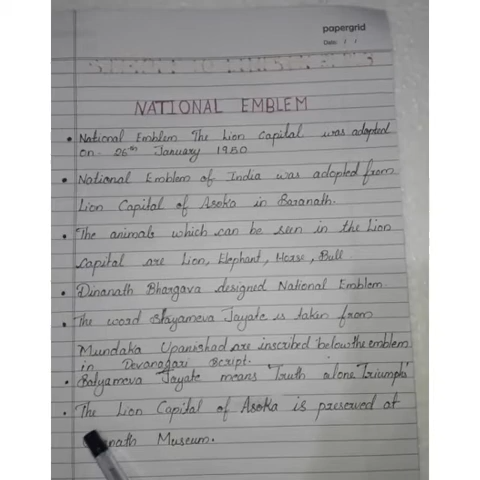 papergrid
Date: / /
NATIONAL EMBLEM
• National Emblem The Lion Capital was adopted
on 26th January 1950
• National Emblem of India was adopted from
Lion Capital of Asoka in Saranath.
• The animals which can be seen in the Lion
capital are Lion, Elephant, Horse, Bull.
• Dinanath Bhargava designed National Emblem
• The word Satyameva Jayate is taken from
Mundaka Upanishad, are inscribed below the emblem
in Devanagari Script.
• Satyameva Jayate means 'Truth alone Triumph'
• The Lion Capital of Asoka is preserved at
Museum.